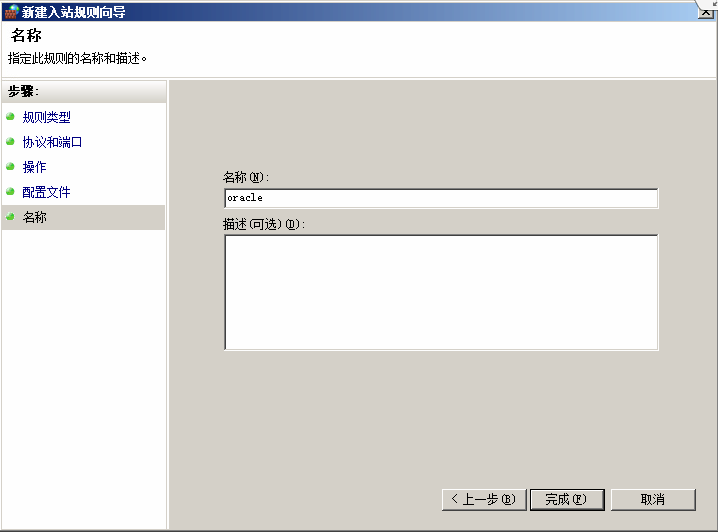 新建入站规则向导
名称
指定此规则的名称和描述。
步骤:
规则类型
协议和端口
操作
配置文件
名称
名称(N):
oracle
描述(可选)(D):
< 上一步(B)
完成(F)
取消